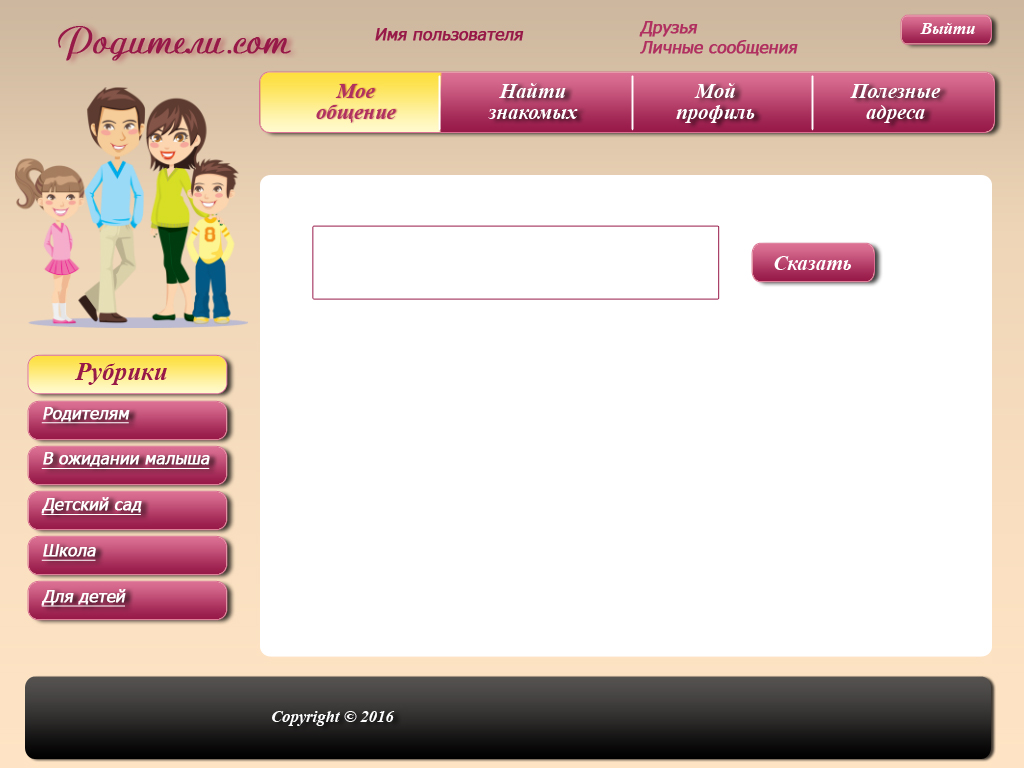 Родители.com
Имя пользователя
Друзья
Личные сообщения
Выйти
Мое
общение
Найти
знакомых
Мой
профиль
Полезные
адреса
8
Сказать
Рубрики
Родителям
В ожидании малыша
Детский сад
Школа
Для детей
Copyright © 2016